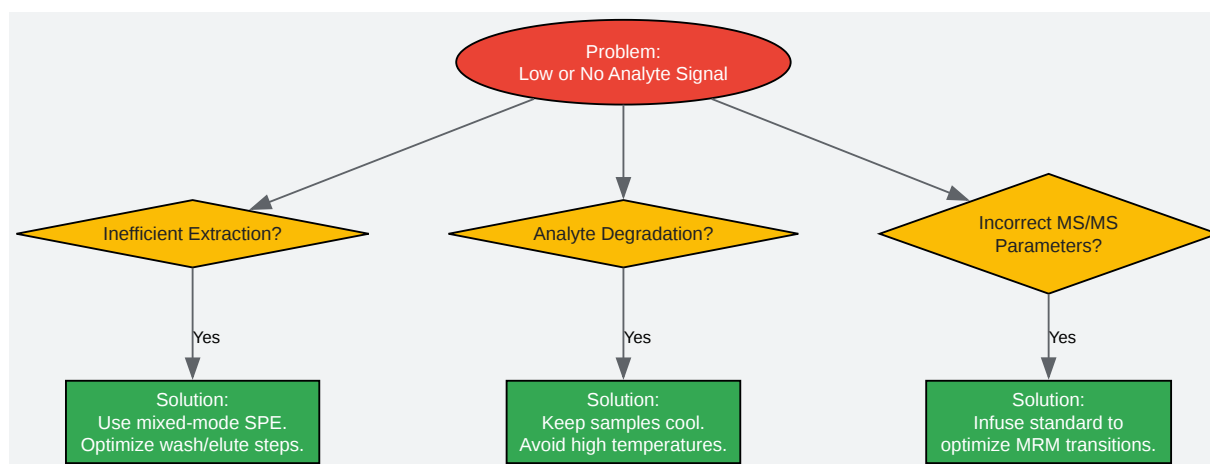 Problem:
Low or No Analyte Signal
Inefficient Extraction?
Analyte Degradation?
Incorrect MS/MS
Parameters?
Yes
Yes
Yes
Solution:
Use mixed-mode SPE.
Optimize wash/elute steps.
Solution:
Keep samples cool.
Avoid high temperatures.
Solution:
Infuse standard to
optimize MRM transitions.